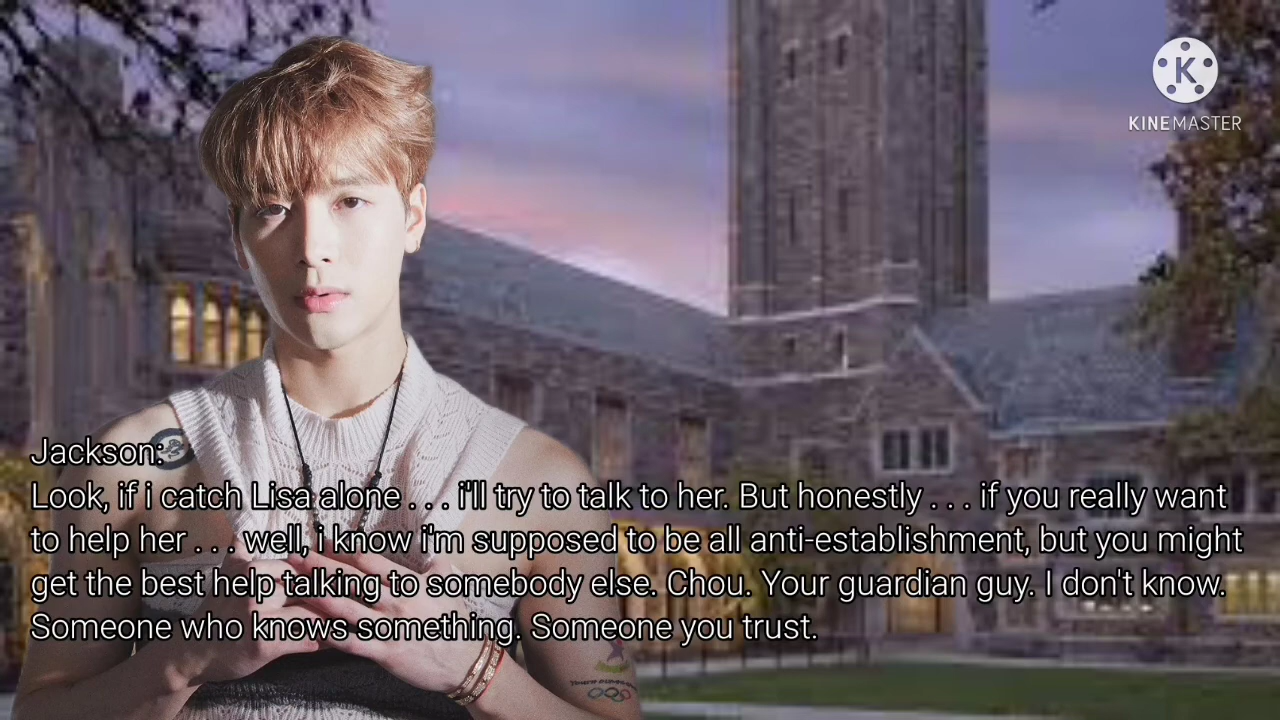 KINEMASTER
Jackson:
Look, if i catch Lisa alone . . . i'll try to talk to her. But honestly . . . if you really want
to help her . . . well, i know i'm supposed to be all anti-establishment, but you might
get the best help talking to somebody else. Chou. Your guardian guy. I don't know.
Someone who knows something. Someone you trust.